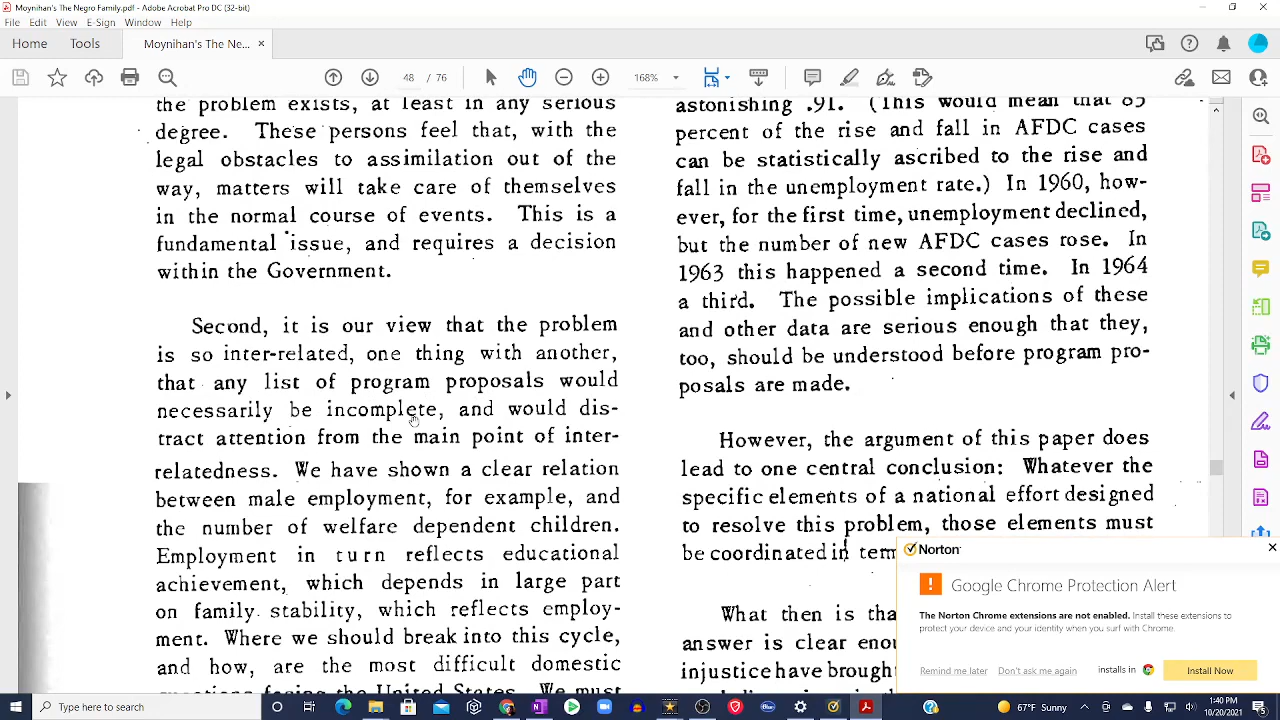 Moynihan's The Negro Family.pdf - Adobe Acrobat Pro DC (32-bit)
File Edit View E-Sign Window Help
Home Tools Moynihan's The Ne... ×
48 / 76 168%
the problem exists, at least in any serious
degree. These persons feel that, with the
legal obstacles to assimilation out of the
way, matters will take care of themselves
in the normal course of events. This is a
fundamental issue, and requires a decision
within the Government.
Second, it is our view that the problem
is so inter-related, one thing with another,
that any list of program proposals would
necessarily be incomplete, and would dis-
tract attention from the main point of inter-
relatedness. We have shown a clear relation
between male employment, for example, and
the number of welfare dependent children.
Employment in turn reflects educational
achievement, which depends in large part
on family stability, which reflects employ-
ment. Where we should break into this cycle,
and how, are the most difficult domestic
questions facing the United States. We must
astonishing .91. (This would mean that 83
percent of the rise and fall in AFDC cases
can be statistically ascribed to the rise and
fall in the unemployment rate.) In 1960, how-
ever, for the first time, unemployment declined,
but the number of new AFDC cases rose. In
1963 this happened a second time. In 1964
a third. The possible implications of these
and other data are serious enough that they,
too, should be understood before program pro-
posals are made.
However, the argument of this paper does
lead to one central conclusion: Whatever the
specific elements of a national effort designed
to resolve this problem, those elements must
be coordinated in term
What then is tha
answer is clear enou
injustice have brought
Norton
Google Chrome Protection Alert
The Norton Chrome extensions are not enabled. Install these extensions to
protect your device and your identity when you surf with Chrome.
Remind me later Don't ask me again installs in Install Now
Type here to search
67°F Sunny
1:40 PM
10/20/2021